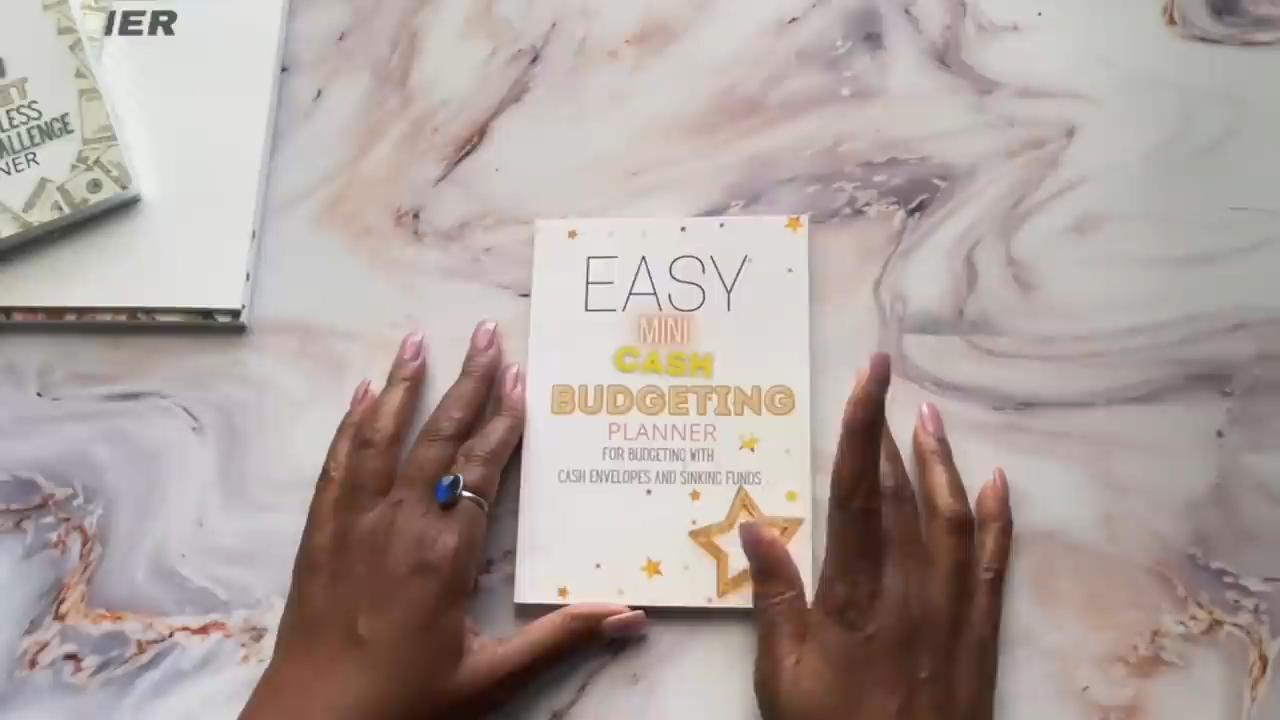 IER
LESS
ALLENGE
NER
EASY
MINI
CASH
BUDGETING
PLANNER
FOR BUDGETING WITH
CASH ENVELOPES AND SINKING FUNDS